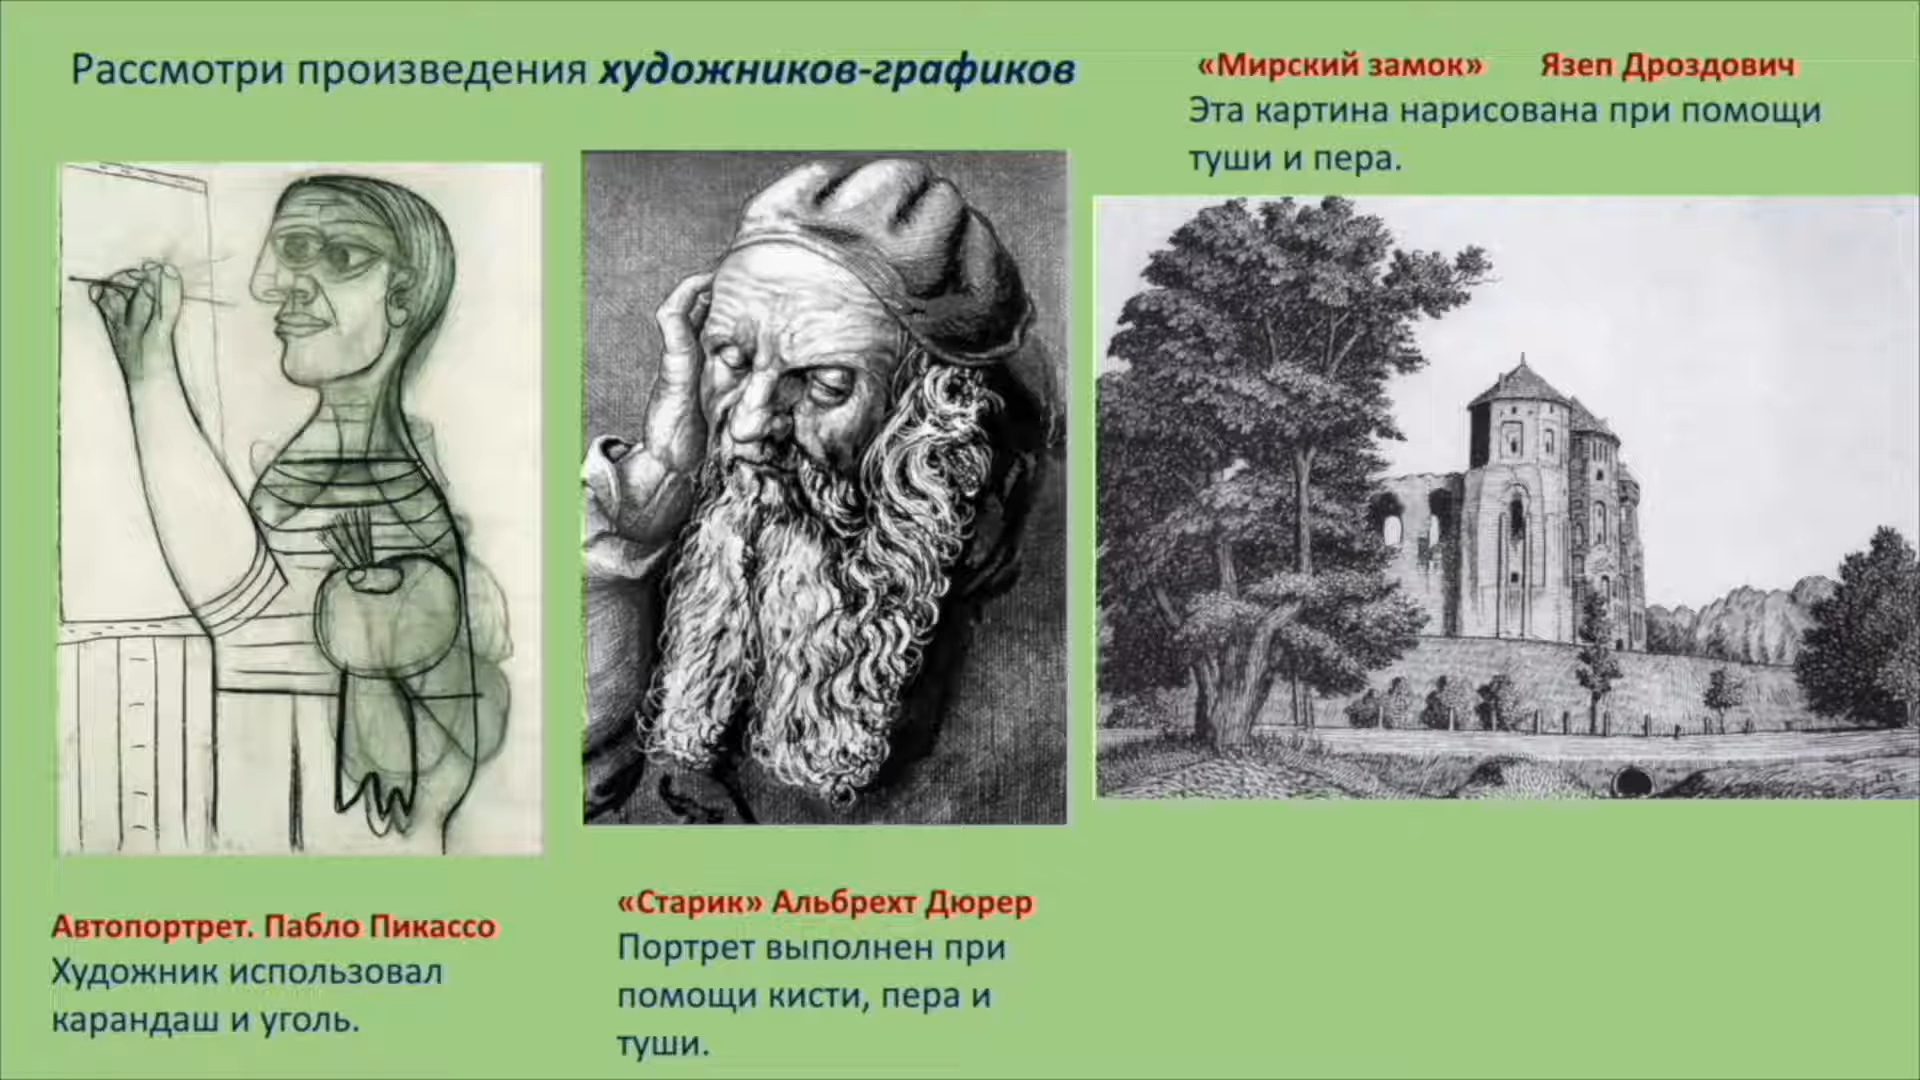 Рассмотри произведения художников-графиков
«Мирский замок» Язеп Дроздович
Эта картина нарисована при помощи
туши и пера.
Автопортрет. Пабло Пикассо
Художник использовал
карандаш и уголь.
«Старик» Альбрехт Дюрер
Портрет выполнен при
помощи кисти, пера и
туши.